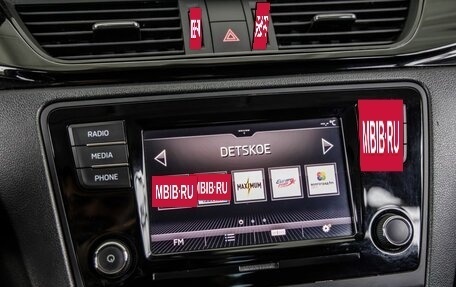 RADIO
MEDIA
PHONE
DETSKOE
MBIB.RU
MBIB.RU
MAXIMUM
MBIB.RU
FM